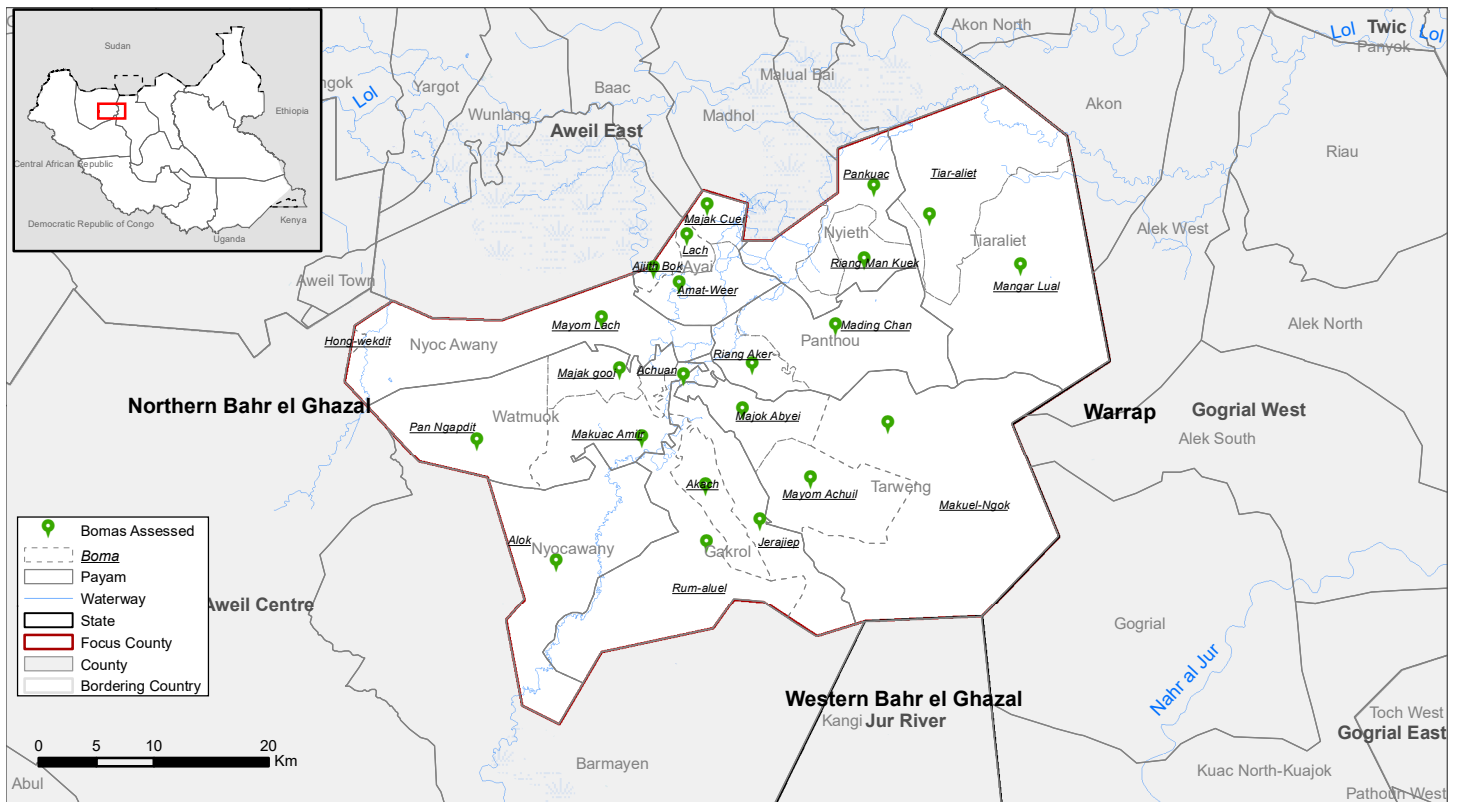 Sudan
Ethiopia
Central African Republic
Democratic Republic of Congo
Uganda
Kenya
Akon North
Twic
Lol
Lol
Panyok
Malual Bai
Yargot
Baac
Lol
Wunlang
Madhol
Akon
Aweil East
Riau
Pankuac
Tiar-aliet
Majak Cuei
Nyieth
Alek West
Tiaraliet
Lach
Riang Man Kuek
Ajiith Bok
Ayai
Aweil Town
Amat-Weer
Mangar Lual
Mayom Lach
Mading Chan
Alek North
Hong-wekdit
Nyoc Awany
Panthou
Riang Aker
Majak gool
Achuan
Northern Bahr el Ghazal
Warrap
Gogrial West
Watmuok
Majok Abyei
Pan Ngapdit
Makuac Amiir
Alek South
Akach
Mayom Achuil
Tarweng
Makuel-Ngok
Alok
Nyocawany
Gakrol
Jerajiep
Rum-aluel
Aweil Centre
Gogrial
Nahr al Jur
Western Bahr el Ghazal
Kangi
Jur River
Toch West
Gogrial East
Barmayen
Kuac North-Kuajok
Abul
Pathoun West
Bomas Assessed
Boma
Payam
Waterway
State
Focus County
County
Bordering Country
0 5 10 20
Km